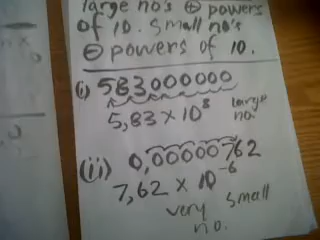 large no's ⊕ powers
of 10. Small no's
⊖ powers of 10.
(i) 583000000
5,83 × 10⁸ large no.
(ii) 0,00000762
7,62 × 10⁻⁶ very small no.